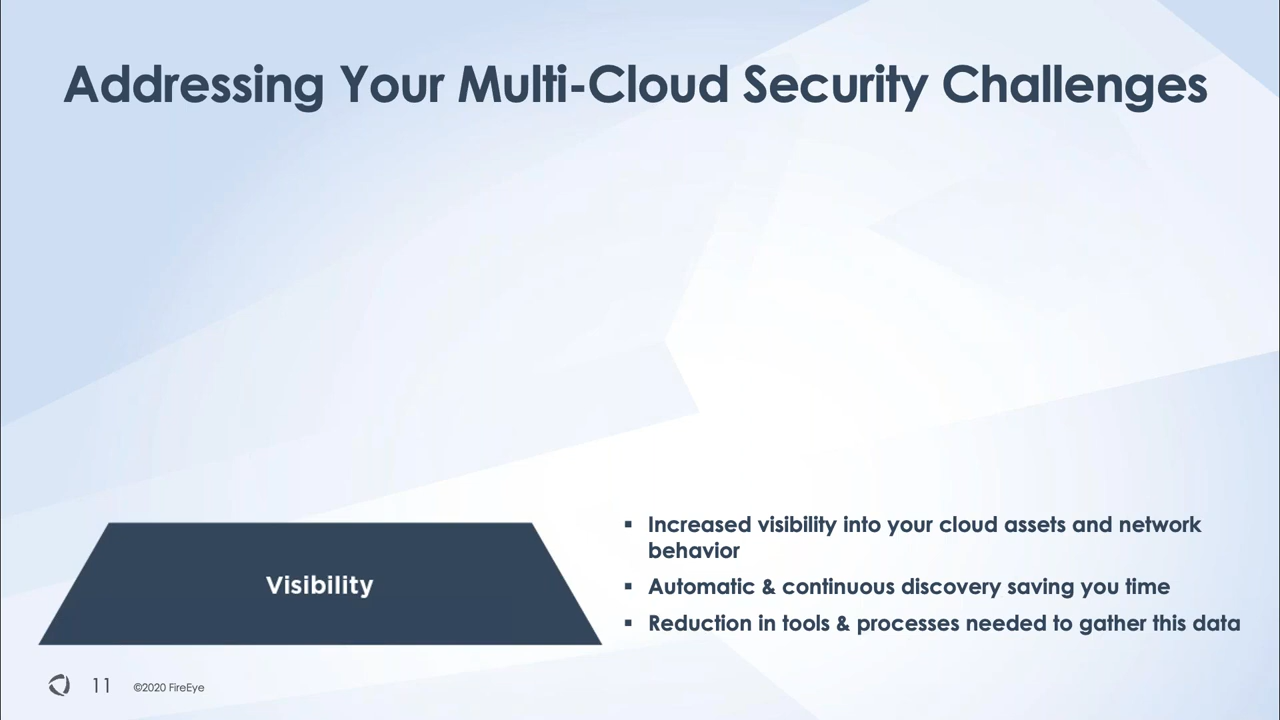 Addressing Your Multi-Cloud Security Challenges
Visibility
▪ Increased visibility into your cloud assets and network
behavior
▪ Automatic & continuous discovery saving you time
▪ Reduction in tools & processes needed to gather this data
11 ©2020 FireEye